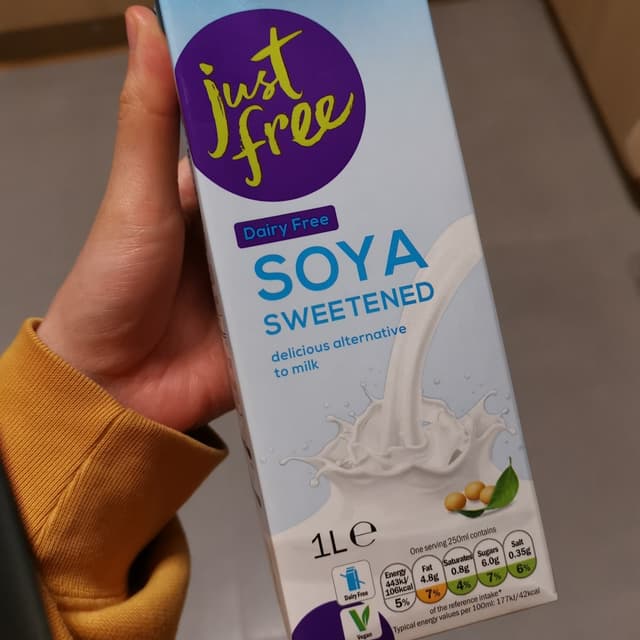 just
free
Dairy Free
SOYA
SWEETENED
delicious alternative
to milk
1L e
One serving 250ml contains
Energy
443kJ/
106kcal
5%
Fat
4.8g
7%
Saturates
0.8g
4%
Sugars
6.0g
7%
Salt
0.35g
6%
of the reference intake*
Typical energy values per 100ml: 177kJ/42kcal
Dairy Free
V
Vegan